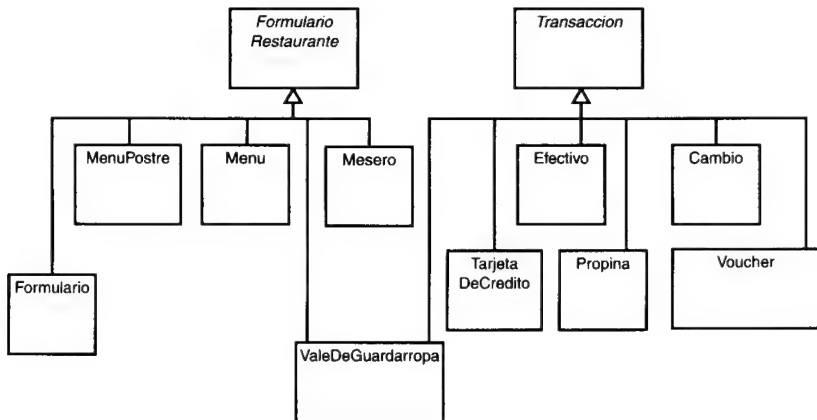 Formulario
Restaurante
Transaccion
MenuPostre
Menu
Mesero
Efectivo
Cambio
Formulario
Tarjeta
DeCredito
Propina
Voucher
ValeDeGuardarropa